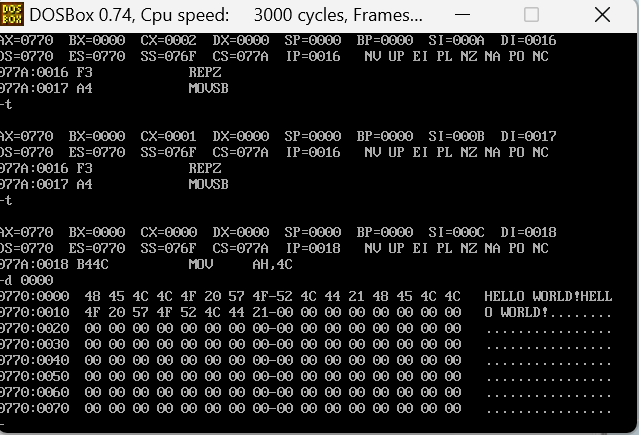 DOS BOX DOSBox 0.74, Cpu speed: 3000 cycles, Frames...
AX=0770 BX=0000 CX=0002 DX=0000 SP=0000 BP=0000 SI=000A DI=0016
DS=0770 ES=0770 SS=076F CS=077A IP=0016 NV UP EI PL NZ NA PO NC
077A:0016 F3 REPZ
077A:0017 A4 MOVSB
-t
AX=0770 BX=0000 CX=0001 DX=0000 SP=0000 BP=0000 SI=000B DI=0017
DS=0770 ES=0770 SS=076F CS=077A IP=0016 NV UP EI PL NZ NA PO NC
077A:0016 F3 REPZ
077A:0017 A4 MOVSB
-t
AX=0770 BX=0000 CX=0000 DX=0000 SP=0000 BP=0000 SI=000C DI=0018
DS=0770 ES=0770 SS=076F CS=077A IP=0018 NV UP EI PL NZ NA PO NC
077A:0018 B44C MOV AH,4C
-d 0000
0770:0000 48 45 4C 4C 4F 20 57 4F-52 4C 44 21 48 45 4C 4C HELLO WORLD!HELL
0770:0010 4F 20 57 4F 52 4C 44 21-00 00 00 00 00 00 00 00 O WORLD!........
0770:0020 00 00 00 00 00 00 00 00-00 00 00 00 00 00 00 00 ................
0770:0030 00 00 00 00 00 00 00 00-00 00 00 00 00 00 00 00 ................
0770:0040 00 00 00 00 00 00 00 00-00 00 00 00 00 00 00 00 ................
0770:0050 00 00 00 00 00 00 00 00-00 00 00 00 00 00 00 00 ................
0770:0060 00 00 00 00 00 00 00 00-00 00 00 00 00 00 00 00 ................
0770:0070 00 00 00 00 00 00 00 00-00 00 00 00 00 00 00 00 ................
-